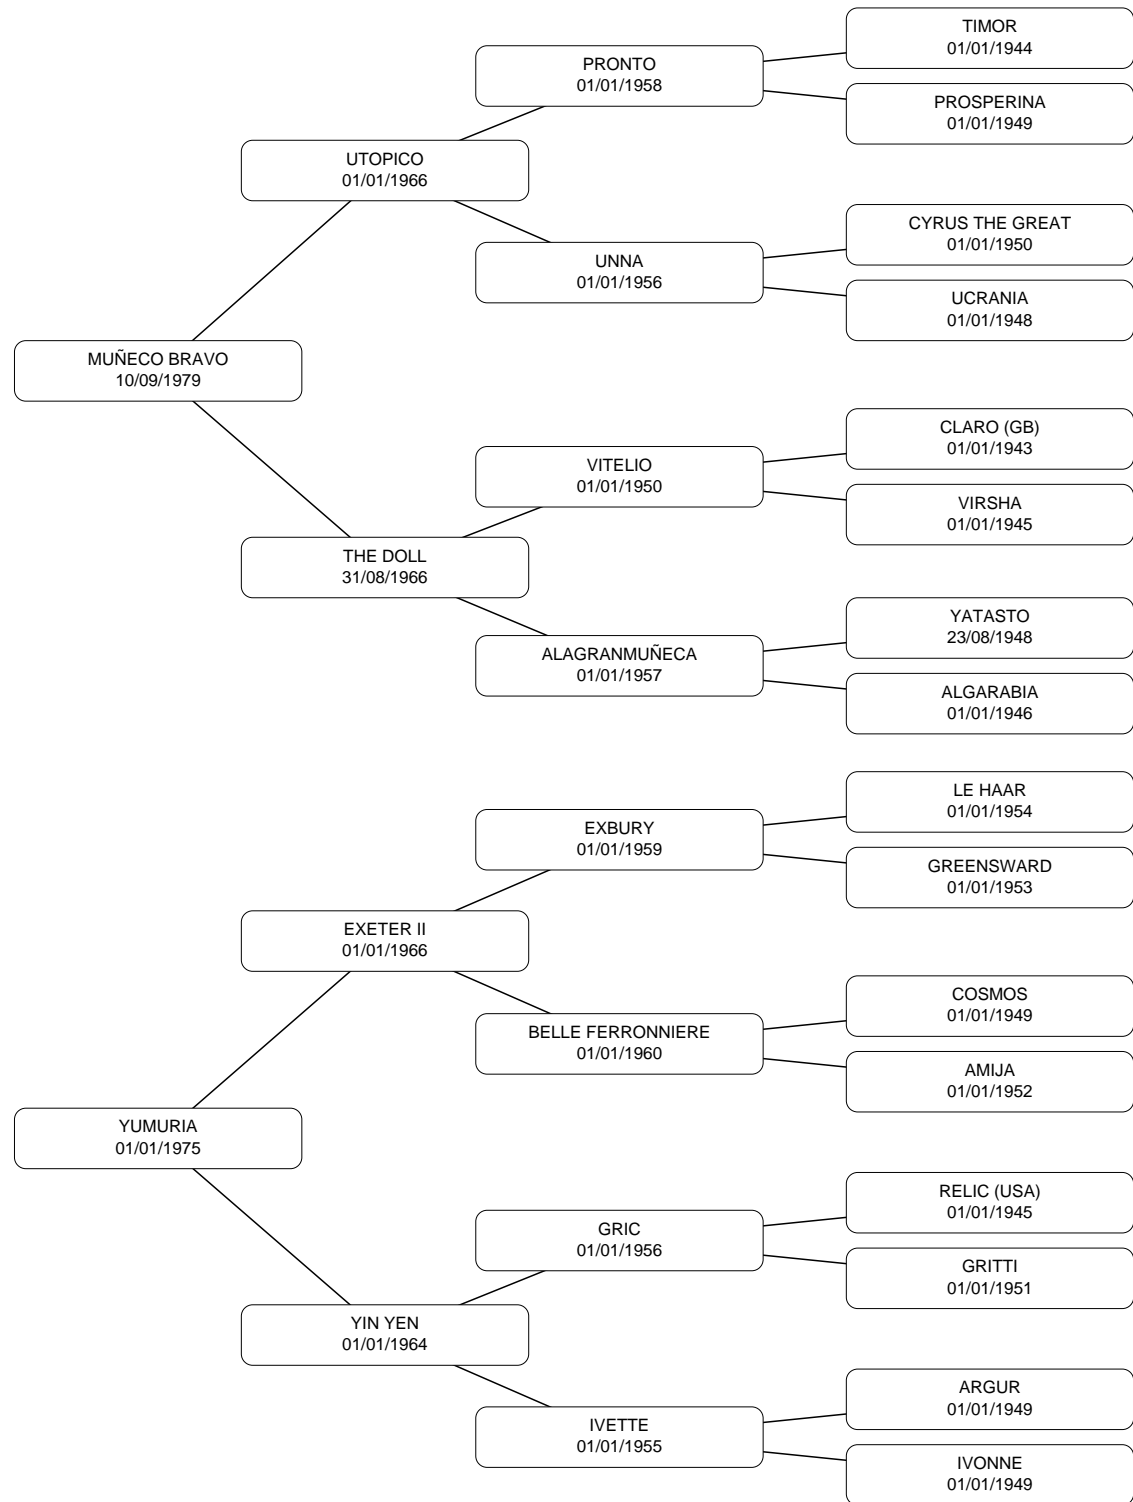 TIMOR
01/01/1944
PRONTO
01/01/1958
PROSPERINA
01/01/1949
UTOPICO
01/01/1966
CYRUS THE GREAT
01/01/1950
UNNA
01/01/1956
UCRANIA
01/01/1948
MUÑECO BRAVO
10/09/1979
CLARO (GB)
01/01/1943
VITELIO
01/01/1950
VIRSHA
01/01/1945
THE DOLL
31/08/1966
YATASTO
23/08/1948
ALAGRANMUÑECA
01/01/1957
ALGARABIA
01/01/1946
LE HAAR
01/01/1954
EXBURY
01/01/1959
GREENSWARD
01/01/1953
EXETER II
01/01/1966
COSMOS
01/01/1949
BELLE FERRONNIERE
01/01/1960
AMIJA
01/01/1952
YUMURIA
01/01/1975
RELIC (USA)
01/01/1945
GRIC
01/01/1956
GRITTI
01/01/1951
YIN YEN
01/01/1964
ARGUR
01/01/1949
IVETTE
01/01/1955
IVONNE
01/01/1949